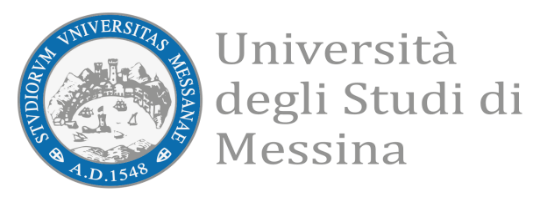 STVDIORVM VNIVERSITAS MESSANAE
A.D.1548
Università
degli Studi di
Messina